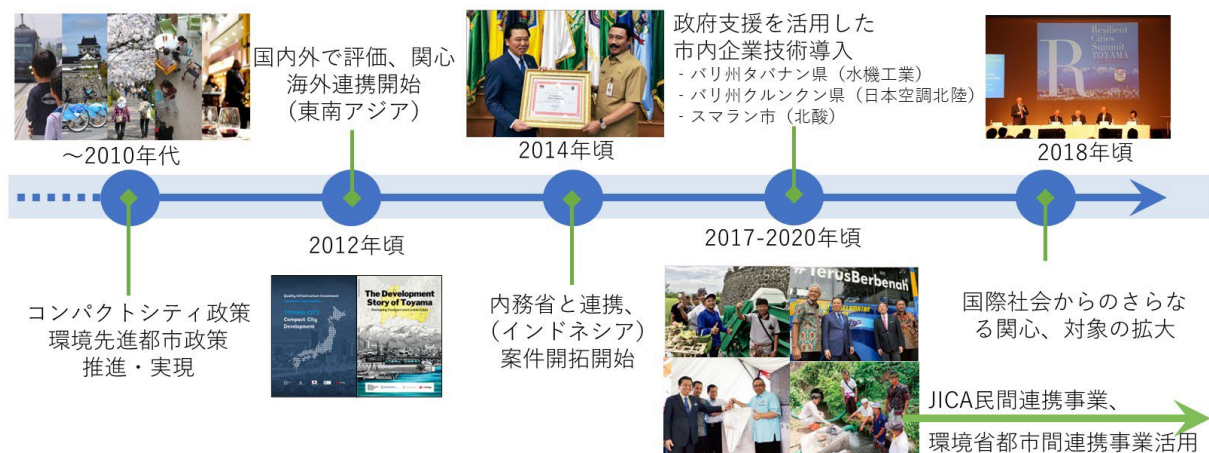 国内外で評価、関心
海外連携開始
（東南アジア）
政府支援を活用した
市内企業技術導入
- バリ州タバナン県（水機工業）
- バリ州クルンクン県（日本空調北陸）
- スマラン市（北酸）
Resilient
Cities
Summit
TOYAMA
R
～2010年代
2014年頃
2018年頃
2012年頃
2017-2020年頃
コンパクトシティ政策
環境先進都市政策
推進・実現
Quality Infrastructure Investment
TOYAMA CITY
Compact City
Development
The Development
Story of Toyama
内務省と連携、
（インドネシア）
案件開拓開始
#TerusBerbenah
国際社会からのさらな
る関心、対象の拡大
JICA民間連携事業、
環境省都市間連携事業活用